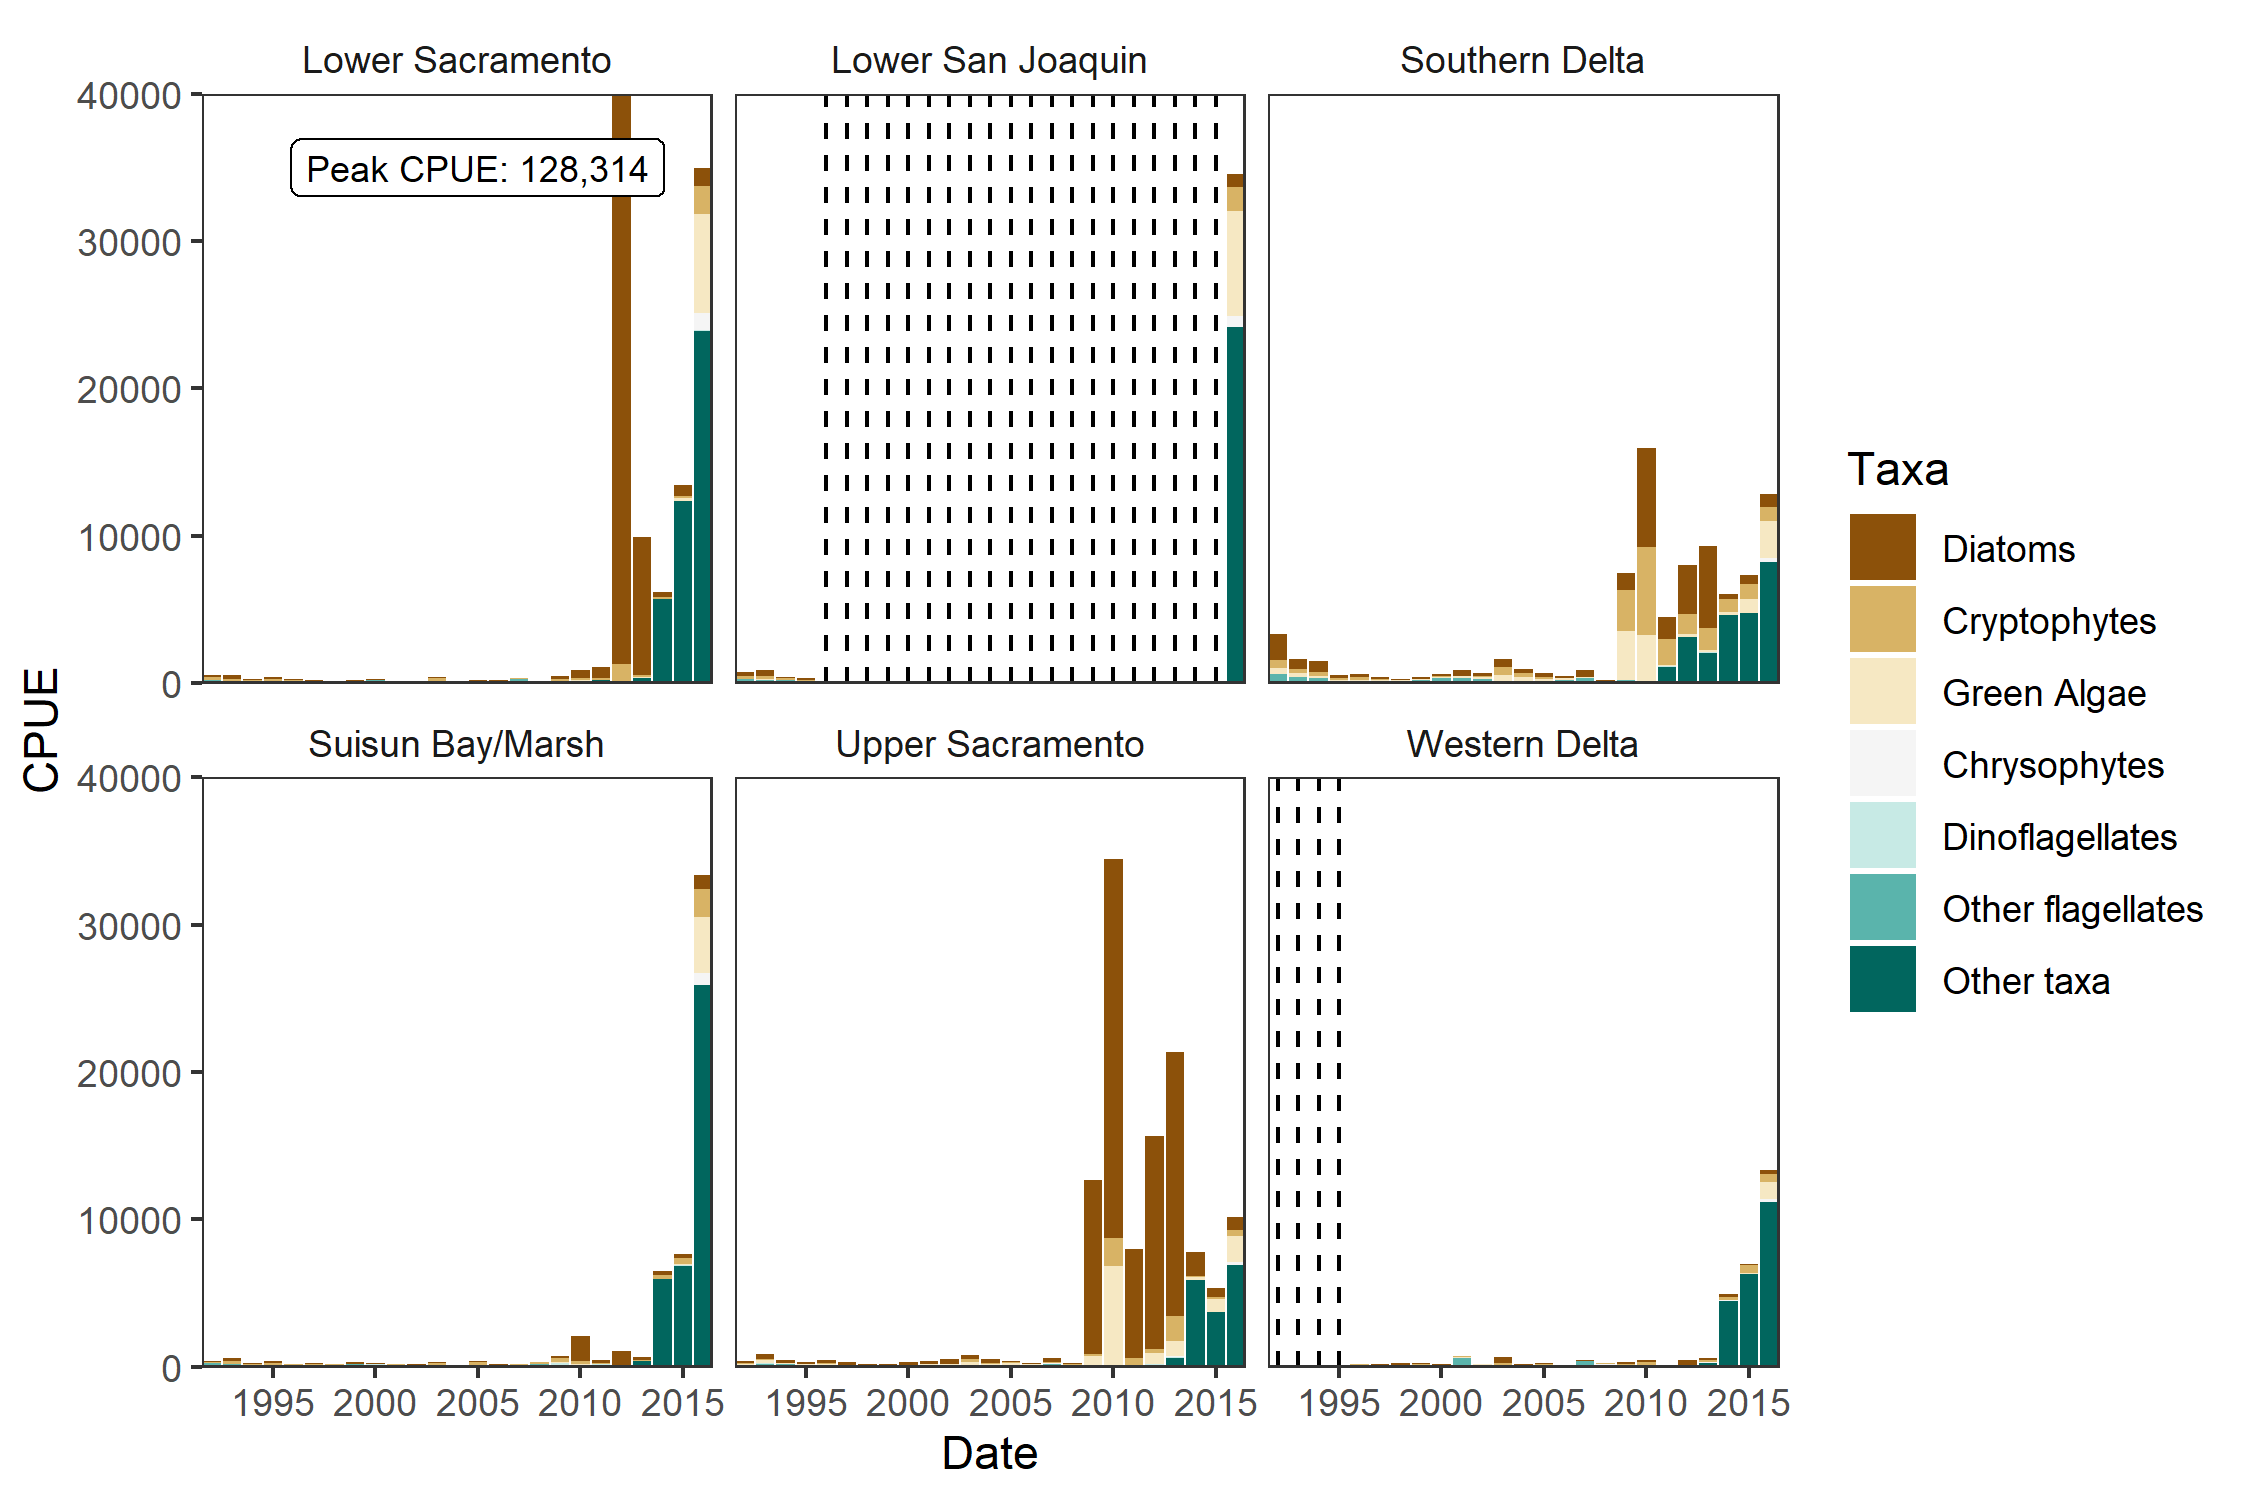 Lower Sacramento
Lower San Joaquin
Southern Delta
40000
30000
20000
10000
0
Peak CPUE: 128,314
Suisun Bay/Marsh
Upper Sacramento
Western Delta
40000
30000
20000
10000
0
1995 2000 2005 2010 2015
1995 2000 2005 2010 2015
1995 2000 2005 2010 2015
CPUE
Date
Taxa
Diatoms
Cryptophytes
Green Algae
Chrysophytes
Dinoflagellates
Other flagellates
Other taxa